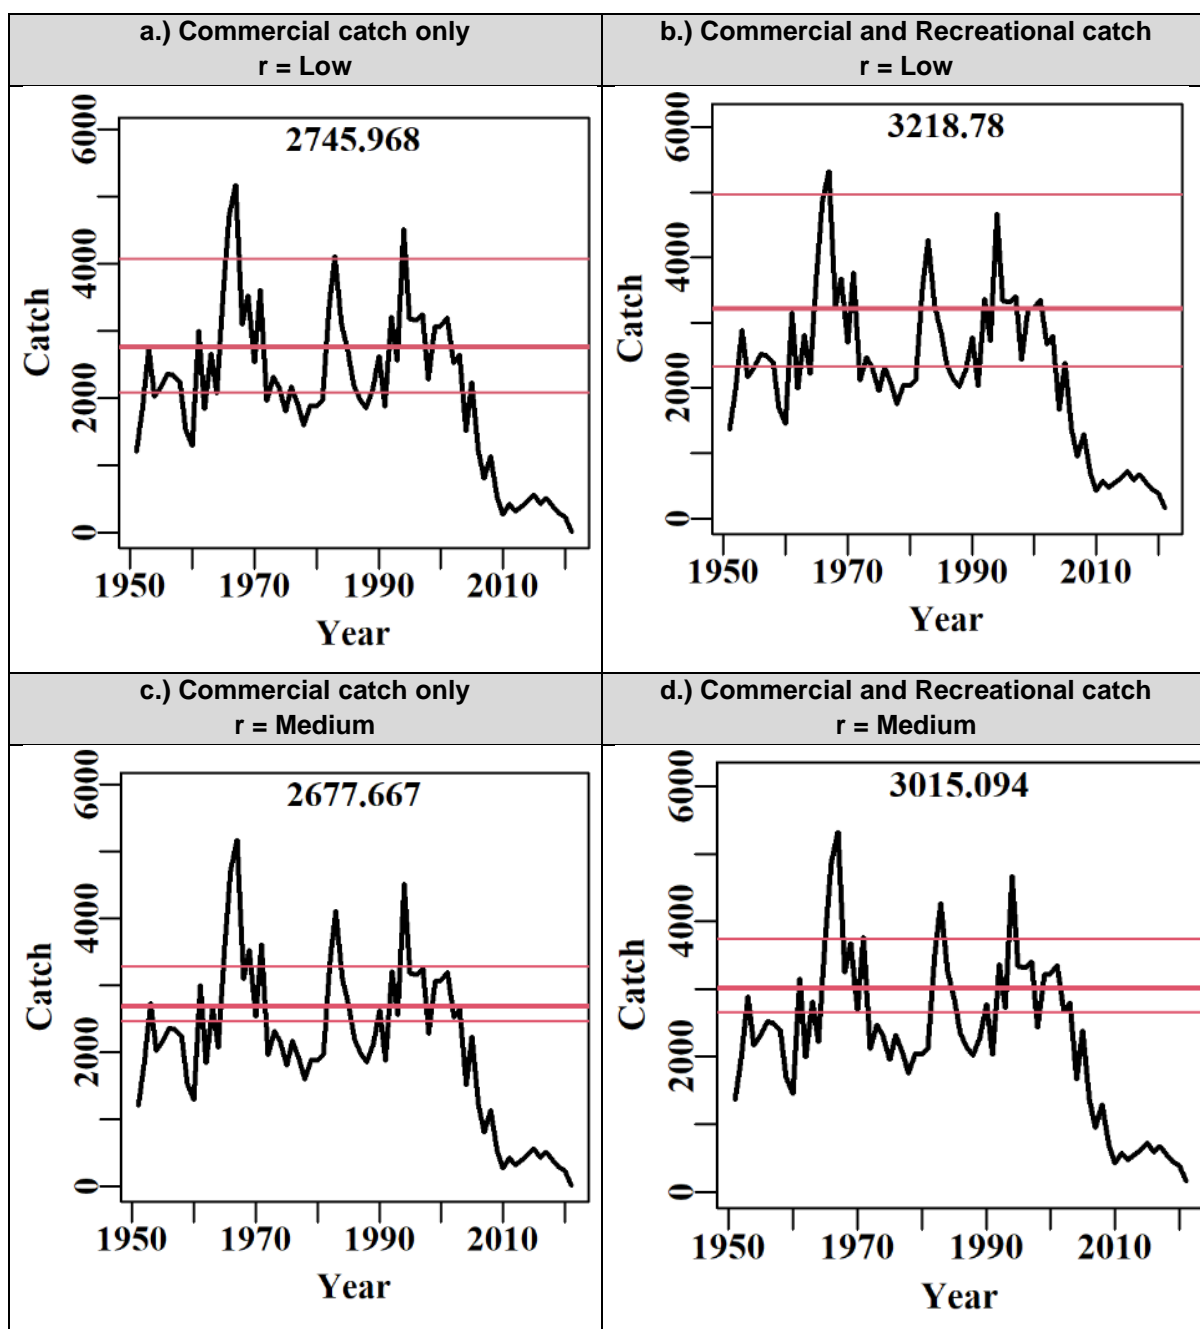 a.) Commercial catch only
r = Low
b.) Commercial and Recreational catch
r = Low
2745.968
6000
4000
2000
0
Catch
1950 1970 1990 2010
Year
3218.78
6000
4000
2000
0
Catch
1950 1970 1990 2010
Year
c.) Commercial catch only
r = Medium
d.) Commercial and Recreational catch
r = Medium
2677.667
6000
4000
2000
0
Catch
1950 1970 1990 2010
Year
3015.094
6000
4000
2000
0
Catch
1950 1970 1990 2010
Year